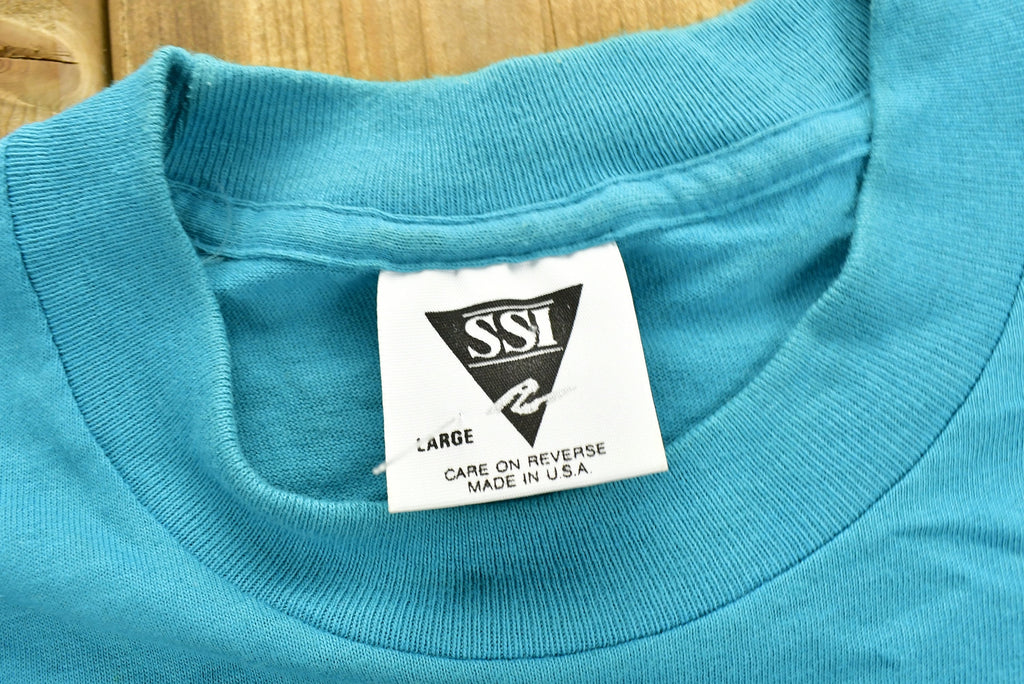 SSI
LARGE
CARE ON REVERSE
MADE IN U.S.A.